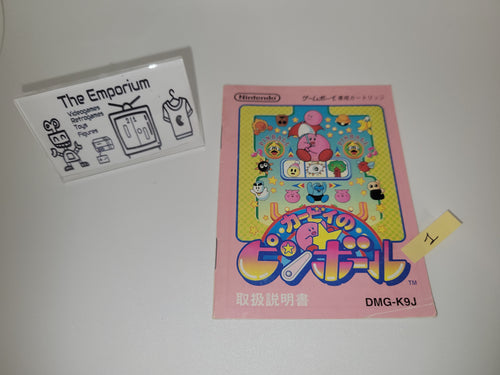 The Emporium
Videogames
Retrogames
Toys
Figures
Nintendo
ゲームボーイ専用カートリッジ
カービィの
ピンボール
TM
取扱説明書
DMG-K9J
1